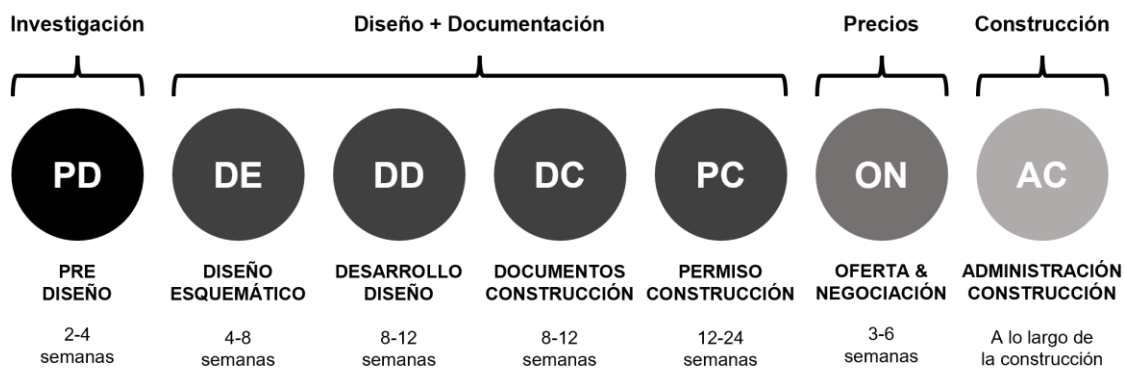 Investigación
Diseño + Documentación
Precios
Construcción
PD
DE
DD
DC
PC
ON
AC
PRE
DISEÑO
DISEÑO
ESQUEMÁTICO
DESARROLLO
DISEÑO
DOCUMENTOS
CONSTRUCCIÓN
PERMISO
CONSTRUCCIÓN
OFERTA &
NEGOCIACIÓN
ADMINISTRACIÓN
CONSTRUCCIÓN
2-4
semanas
4-8
semanas
8-12
semanas
8-12
semanas
12-24
semanas
3-6
semanas
A lo largo de
la construcción